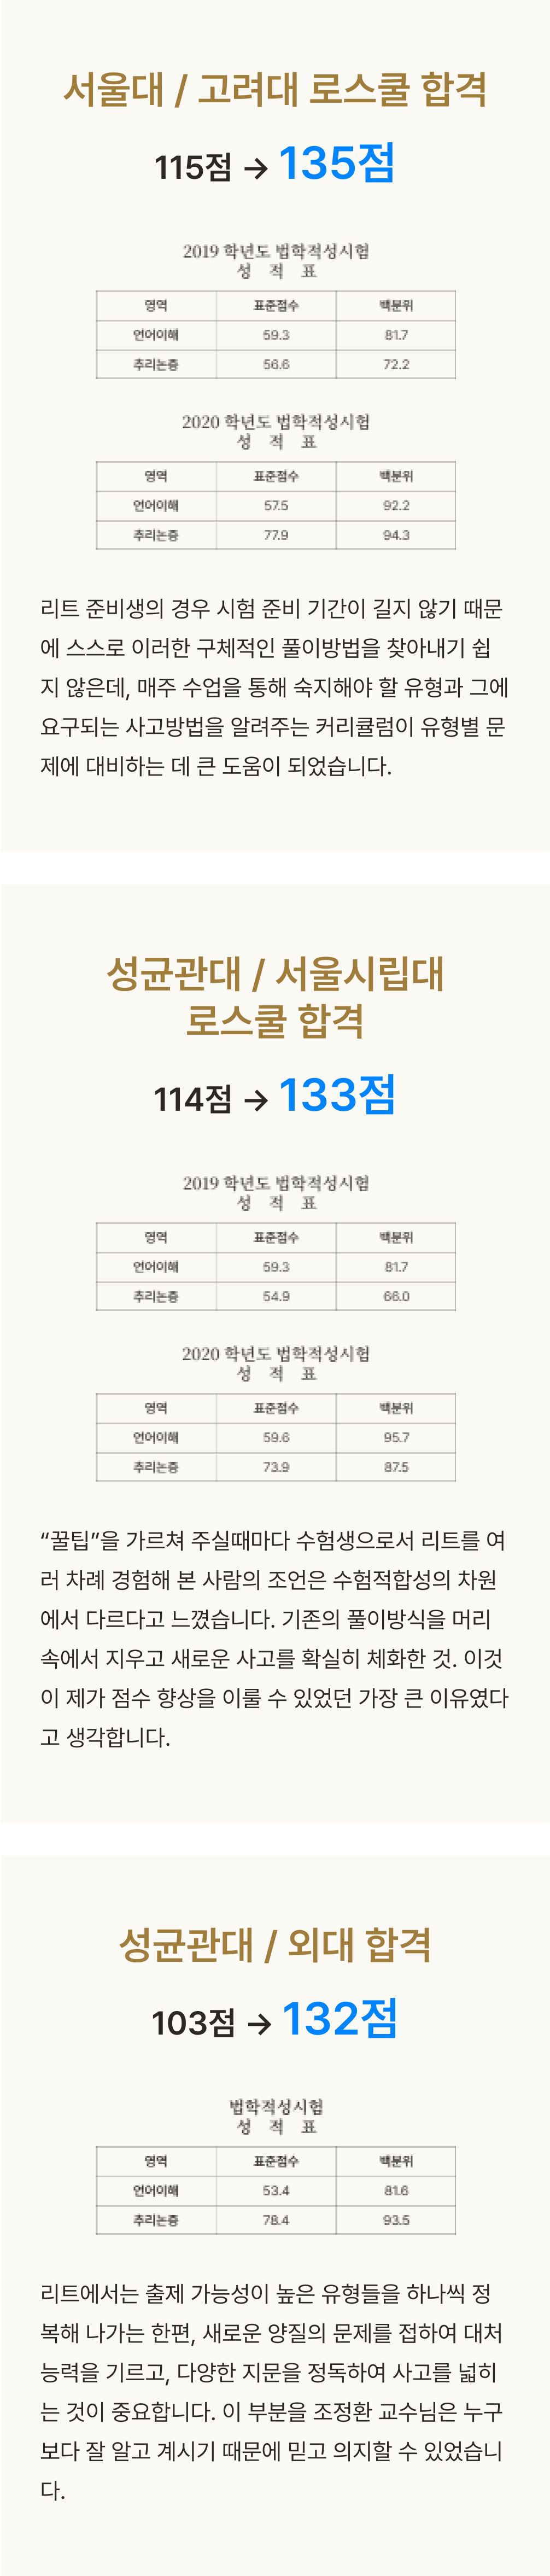 서울대 / 고려대 로스쿨 합격
115점 → 135점
2019 학년도 법학적성시험
성 적 표
영역 표준점수 백분위
언어이해 59.3 81.7
추리논증 56.6 72.2
2020 학년도 법학적성시험
성 적 표
영역 표준점수 백분위
언어이해 57.5 92.2
추리논증 77.9 94.3
리트 준비생의 경우 시험 준비 기간이 길지 않기 때문
에 스스로 이러한 구체적인 풀이방법을 찾아내기 쉽
지 않은데, 매주 수업을 통해 숙지해야 할 유형과 그에
요구되는 사고방법을 알려주는 커리큘럼이 유형별 문
제에 대비하는 데 큰 도움이 되었습니다.
성균관대 / 서울시립대
로스쿨 합격
114점 → 133점
2019 학년도 법학적성시험
성 적 표
영역 표준점수 백분위
언어이해 59.3 81.7
추리논증 54.9 66.0
2020 학년도 법학적성시험
성 적 표
영역 표준점수 백분위
언어이해 59.6 95.7
추리논증 73.9 87.5
“꿀팁”을 가르쳐 주실때마다 수험생으로서 리트를 여
러 차례 경험해 본 사람의 조언은 수험적합성의 차원
에서 다르다고 느꼈습니다. 기존의 풀이방식을 머리
속에서 지우고 새로운 사고를 확실히 체화한 것. 이것
이 제가 점수 향상을 이룰 수 있었던 가장 큰 이유였다
고 생각합니다.
성균관대 / 외대 합격
103점 → 132점
법학적성시험
성 적 표
영역 표준점수 백분위
언어이해 53.4 81.6
추리논증 78.4 93.5
리트에서는 출제 가능성이 높은 유형들을 하나씩 정
복해 나가는 한편, 새로운 양질의 문제를 접하여 대처
능력을 기르고, 다양한 지문을 정독하여 사고를 넓히
는 것이 중요합니다. 이 부분을 조정환 교수님은 누구
보다 잘 알고 계시기 때문에 믿고 의지할 수 있었습니
다.